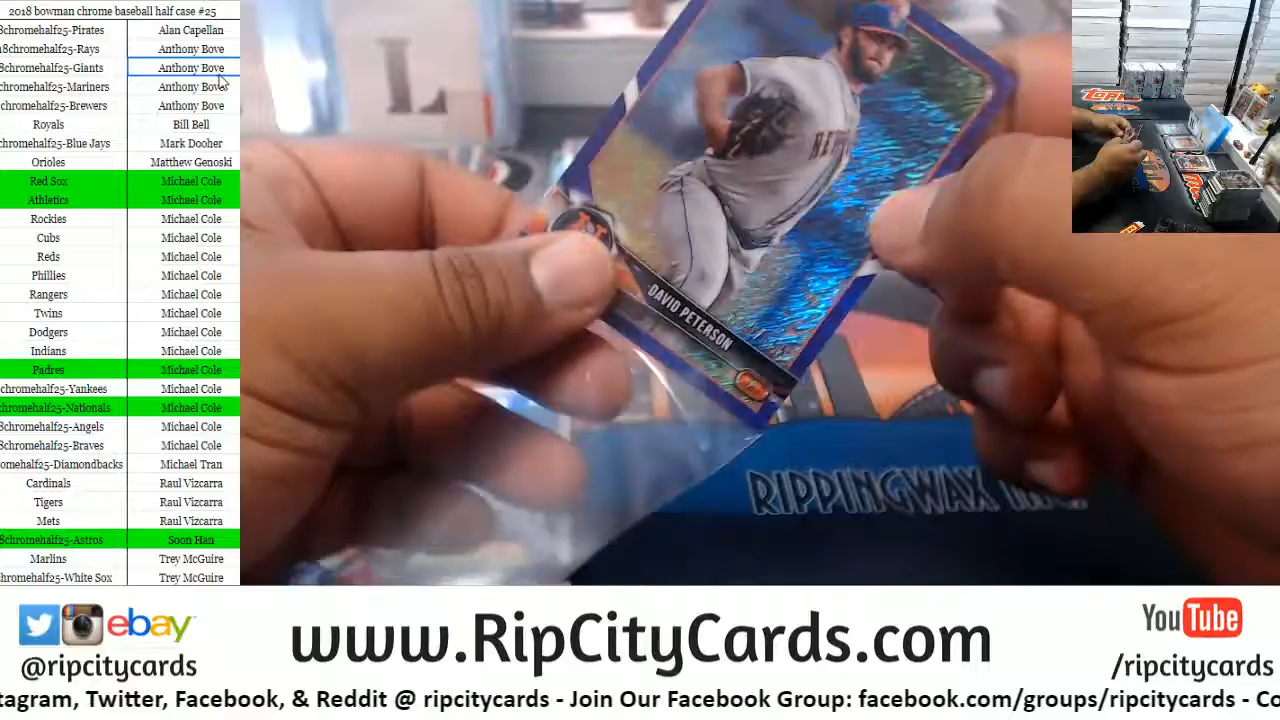 2018 bowman chrome baseball half case #25
8chromehalf25-Pirates Alan Capellan
18chromehalf25-Rays Anthony Bove
8chromehalf25-Giants Anthony Bove
8chromehalf25-Mariners Anthony Bove
8chromehalf25-Brewers Anthony Bove
Royals Bill Bell
chromehalf25-Blue Jays Mark Dooher
Orioles Matthew Genoski
Red Sox Michael Cole
Athletics Michael Cole
Rockies Michael Cole
Cubs Michael Cole
Reds Michael Cole
Phillies Michael Cole
Rangers Michael Cole
Twins Michael Cole
Dodgers Michael Cole
Indians Michael Cole
Padres Michael Cole
chromehalf25-Yankees Michael Cole
chromehalf25-Nationals Michael Cole
8chromehalf25-Angels Michael Cole
8chromehalf25-Braves Michael Cole
omehalf25-Diamondbacks Michael Tran
Cardinals Raul Vizcarra
Tigers Raul Vizcarra
Mets Raul Vizcarra
8chromehalf25-Astros Soon Han
Marlins Trey McGuire
chromehalf25-White Sox Trey McGuire
L
DAVID PETERSON
RIPPINGWAX
TOPPS
ebay
@ripcitycards
www.RipCityCards.com
YouTube
/ripcitycards
stagram, Twitter, Facebook, & Reddit @ ripcitycards - Join Our Facebook Group: facebook.com/groups/ripcitycards - Co